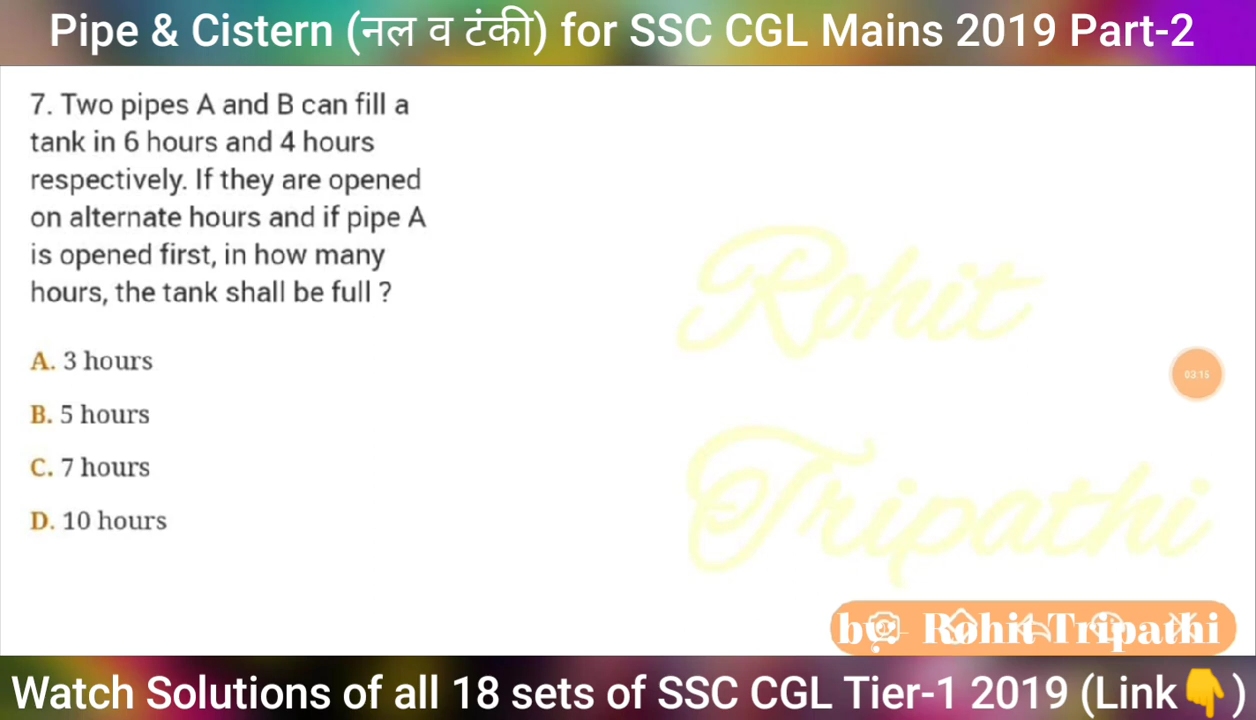 Pipe & Cistern (नल व टंकी) for SSC CGL Mains 2019 Part-2
7. Two pipes A and B can fill a
tank in 6 hours and 4 hours
respectively. If they are opened
on alternate hours and if pipe A
is opened first, in how many
hours, the tank shall be full ?
A. 3 hours
B. 5 hours
C. 7 hours
D. 10 hours
Rohit
Tripathi
03:15
by:- Rohit Tripathi
Watch Solutions of all 18 sets of SSC CGL Tier-1 2019 (Link👇)